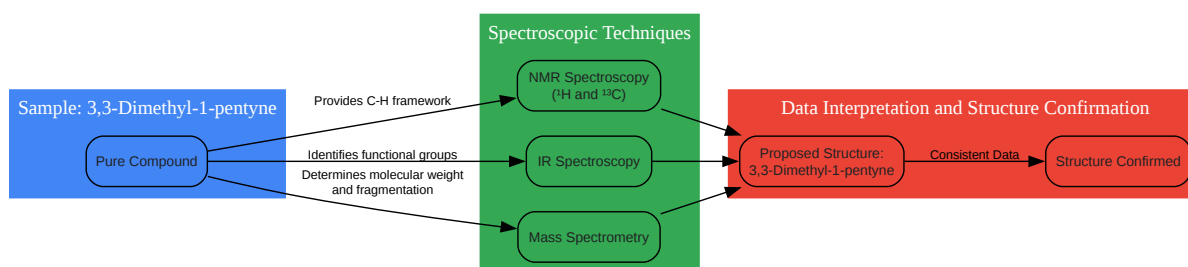 Sample: 3,3-Dimethyl-1-pentyne
Pure Compound
Provides C-H framework
Identifies functional groups
Determines molecular weight
and fragmentation
Spectroscopic Techniques
NMR Spectroscopy
(¹H and ¹³C)
IR Spectroscopy
Mass Spectrometry
Data Interpretation and Structure Confirmation
Proposed Structure:
3,3-Dimethyl-1-pentyne
Consistent Data
Structure Confirmed